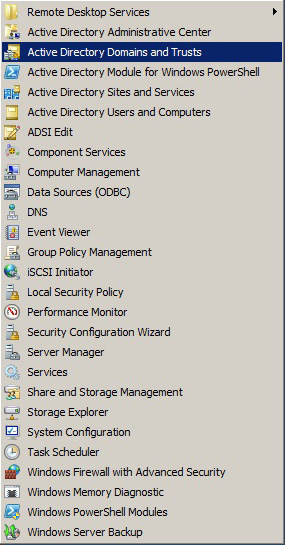 Remote Desktop Services
Active Directory Administrative Center
Active Directory Domains and Trusts
Active Directory Module for Windows PowerShell
Active Directory Sites and Services
Active Directory Users and Computers
ADSI Edit
Component Services
Computer Management
Data Sources (ODBC)
DNS
Event Viewer
Group Policy Management
iSCSI Initiator
Local Security Policy
Performance Monitor
Security Configuration Wizard
Server Manager
Services
Share and Storage Management
Storage Explorer
System Configuration
Task Scheduler
Windows Firewall with Advanced Security
Windows Memory Diagnostic
Windows PowerShell Modules
Windows Server Backup